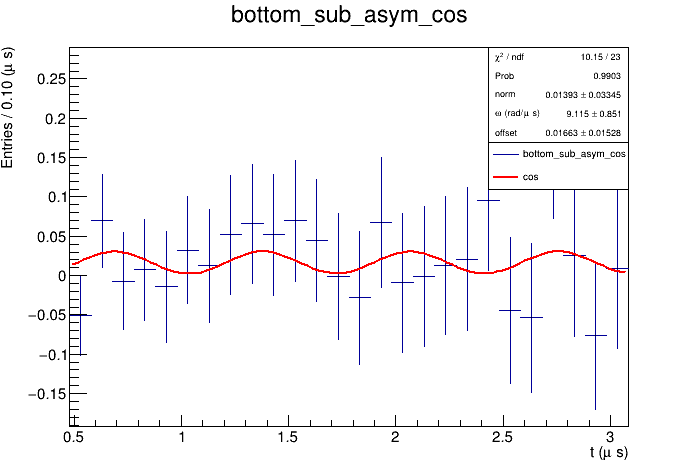 bottom_sub_asym_cos
Entries / 0.10 (μ s)
χ² / ndf 10.15 / 23
Prob 0.9903
norm 0.01393 ± 0.03345
ω (rad/μ s) 9.115 ± 0.851
offset 0.01663 ± 0.01528
bottom_sub_asym_cos
cos
0.25
0.2
0.15
0.1
0.05
0
−0.05
−0.1
−0.15
0.5 1 1.5 2 2.5 3
t (μ s)